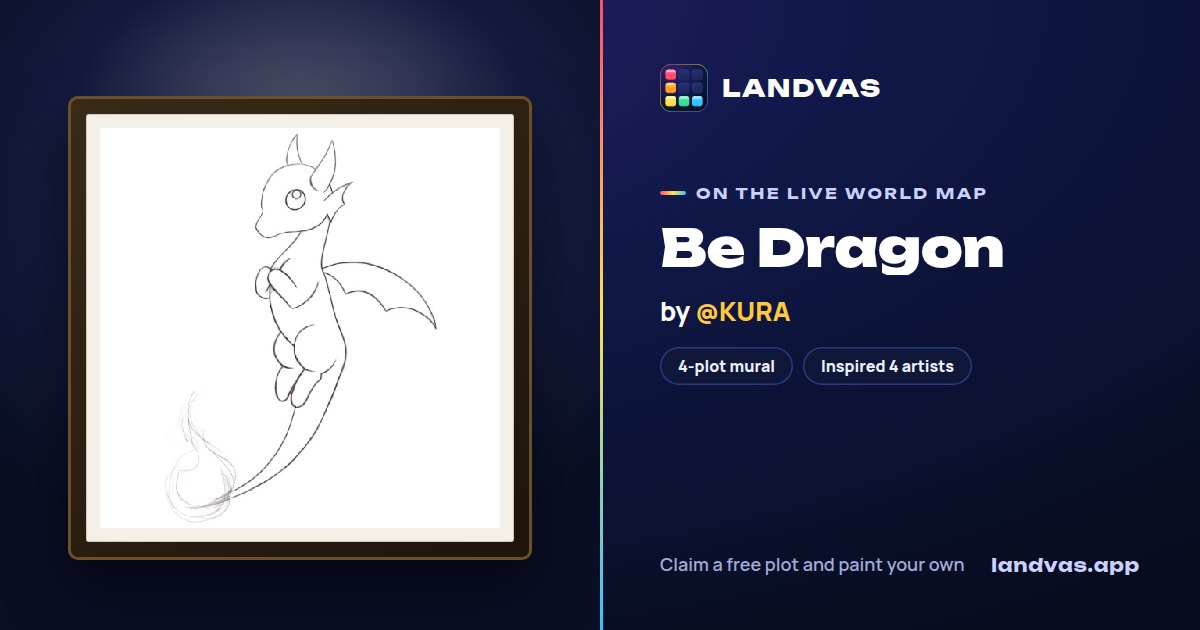 LANDVAS
ON THE LIVE WORLD MAP
Be Dragon
by @KURA
4-plot mural
Inspired 4 artists
Claim a free plot and paint your own
landvas.app